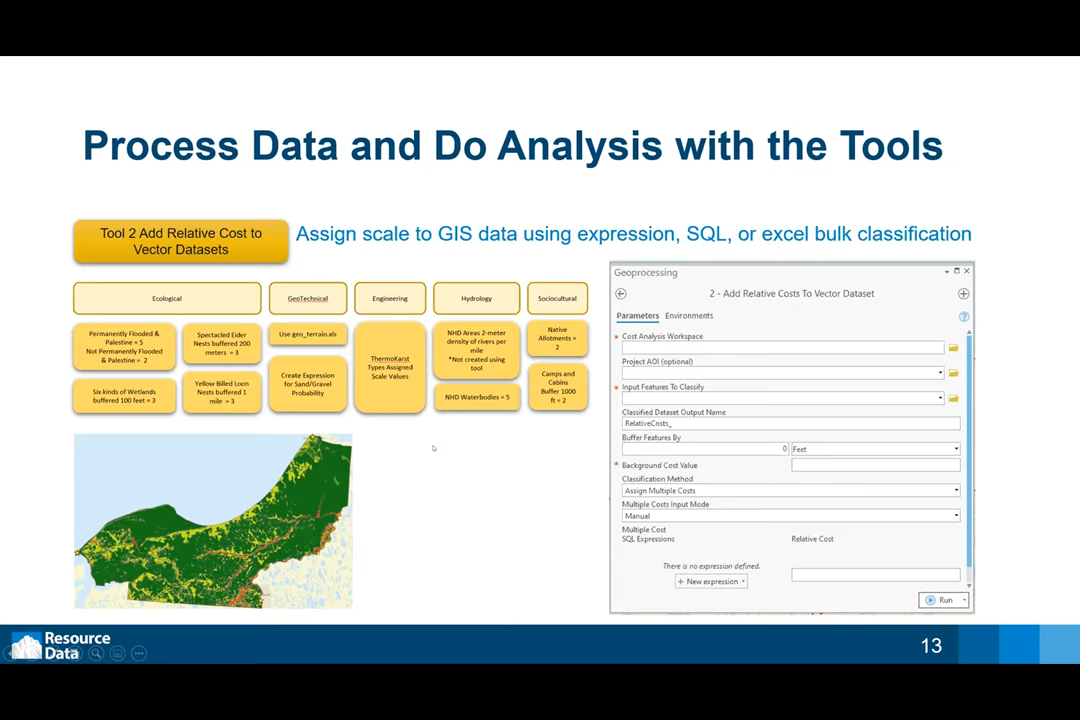 Process Data and Do Analysis with the Tools
Tool 2 Add Relative Cost to
Vector Datasets
Assign scale to GIS data using expression, SQL, or excel bulk classification
Ecological
GeoTechnical
Engineering
Hydrology
Sociocultural
Permanently Flooded &
Palestine = 5
Not Permanently Flooded
& Palestine = 2
Six kinds of Wetlands
buffered 100 feet = 3
Spectacled Eider
Nests buffered 200
meters = 3
Yellow Billed Loon
Nests buffered 1
mile = 3
Use geo_terrain.xls
Create Expression
for Sand/Gravel
Probability
ThermoKarst
Types Assigned
Scale Values
NHD Areas 2-meter
density of rivers per
mile
*Not created using
tool
NHD Waterbodies = 5
Native
Allotments =
2
Camps and
Cabins
Buffer 1000
ft = 2
Geoprocessing
2 - Add Relative Costs To Vector Dataset
Parameters Environments
* Cost Analysis Workspace
Project AOI (optional)
* Input Features To Classify
Classified Dataset Output Name
RelativeCosts_
Buffer Features By
0 Feet
* Background Cost Value
Classification Method
Assign Multiple Costs
Multiple Costs Input Mode
Manual
Multiple Cost
SQL Expressions Relative Cost
There is no expression defined.
+ New expression
Run
Resource
Data
13